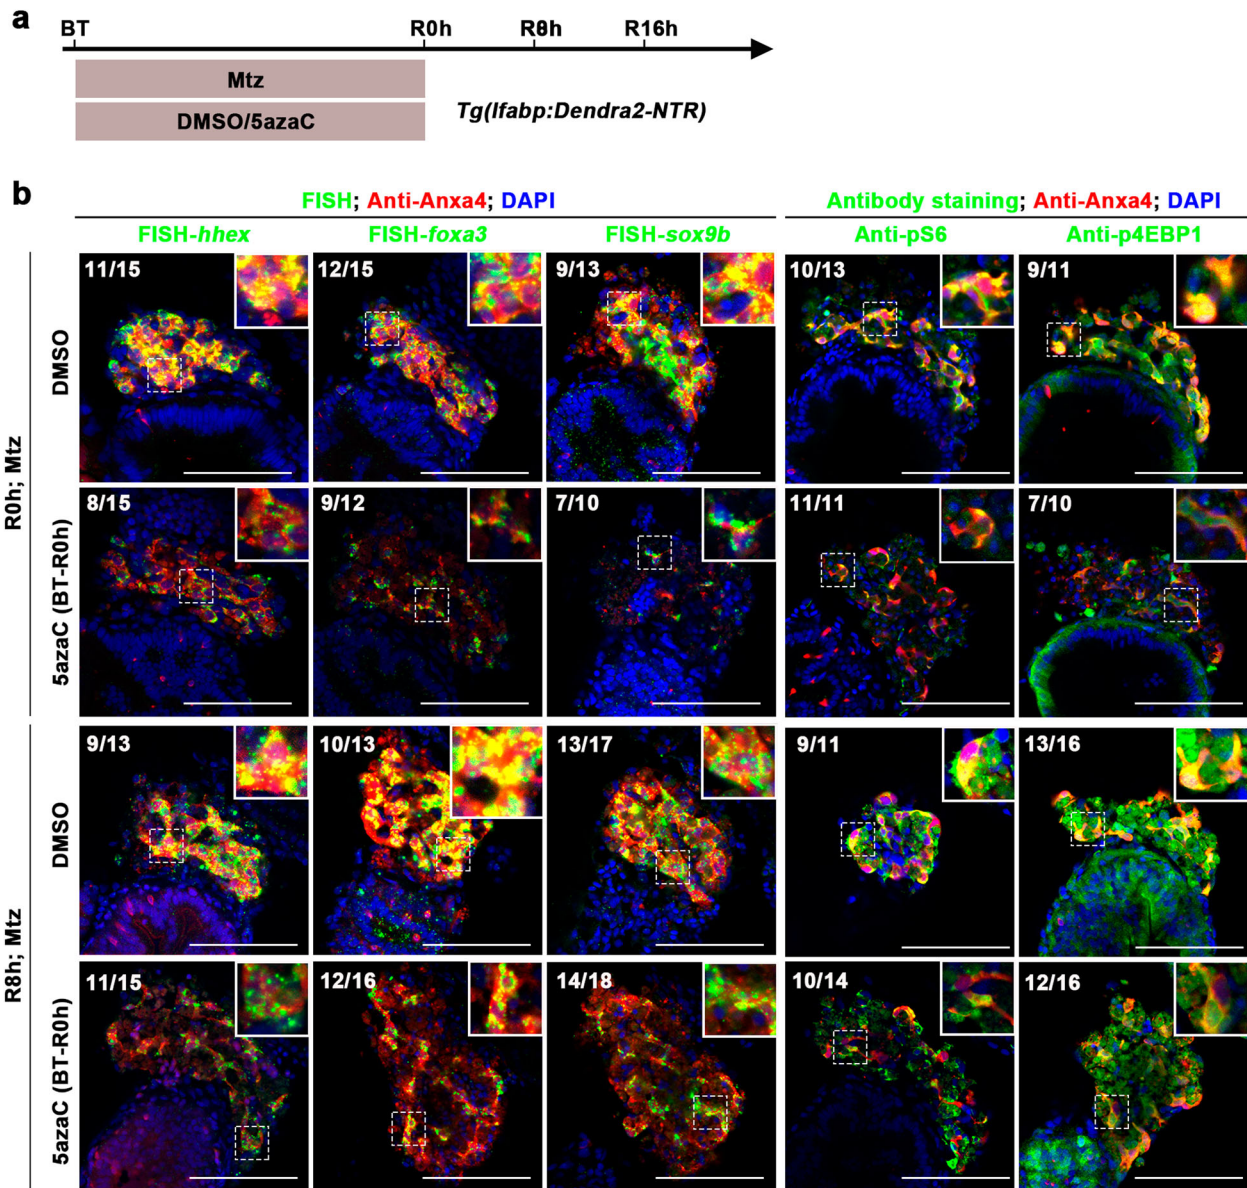 a
BT R0h R8h R16h
Mtz
DMSO/5azaC
Tg(lfabp:Dendra2-NTR)
b
FISH; Anti-Anxa4; DAPI
Antibody staining; Anti-Anxa4; DAPI
FISH-hhex FISH-foxa3 FISH-sox9b Anti-pS6 Anti-p4EBP1
R0h; Mtz
DMSO
11/15 12/15 9/13 10/13 9/11
5azaC (BT-R0h)
8/15 9/12 7/10 11/11 7/10
R8h; Mtz
DMSO
9/13 10/13 13/17 9/11 13/16
5azaC (BT-R0h)
11/15 12/16 14/18 10/14 12/16